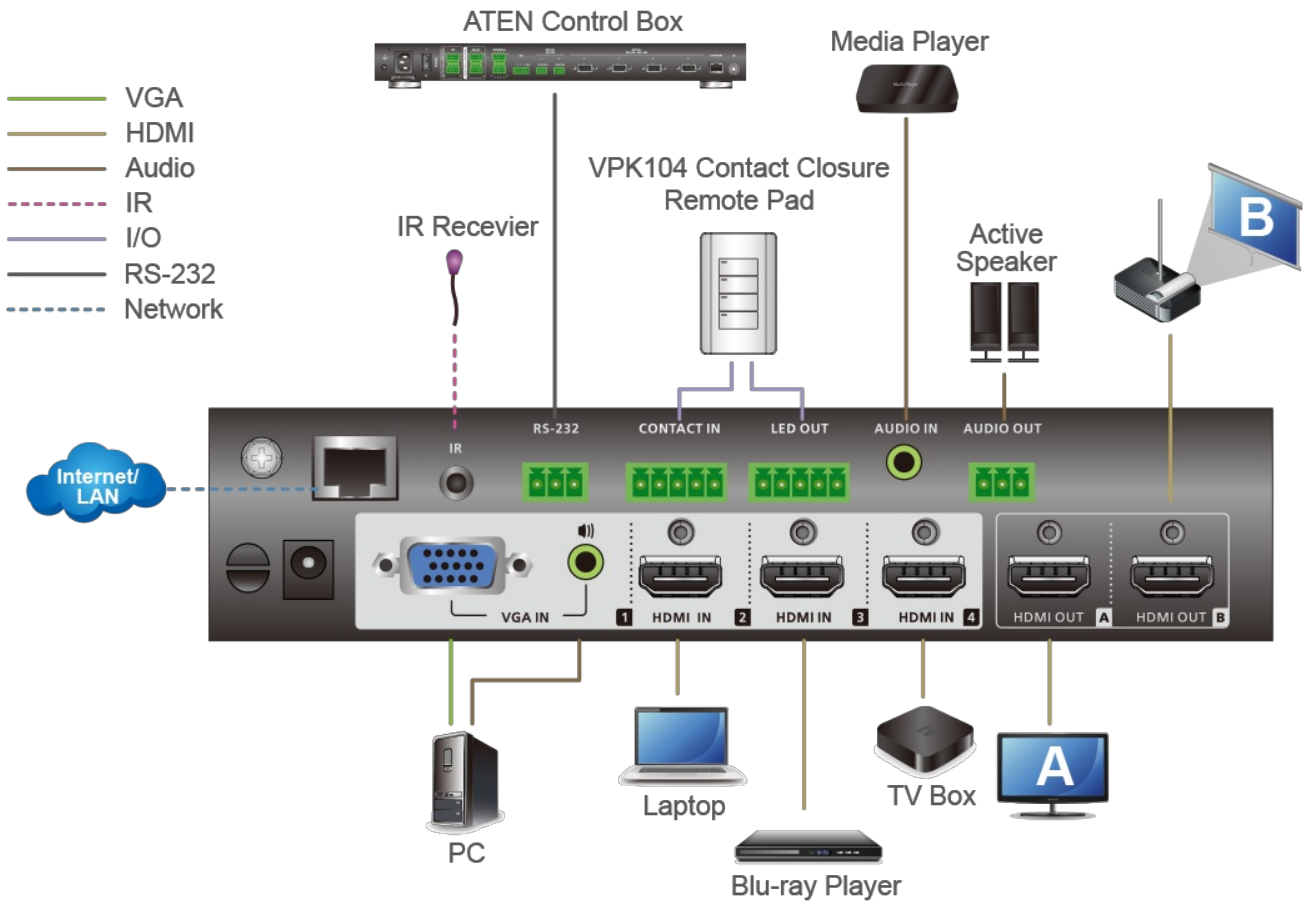 ATEN Control Box
Media Player
Media Player
VGA
HDMI
Audio
IR
I/O
RS-232
Network
IR Recevier
VPK104 Contact Closure
Remote Pad
Active
Speaker
B
Internet/
LAN
IR
RS-232
CONTACT IN
LED OUT
AUDIO IN
AUDIO OUT
VGA IN
1
HDMI IN
2
HDMI IN
3
HDMI IN
4
HDMI OUT
A
HDMI OUT
B
PC
Laptop
Blu-ray Player
TV Box
A